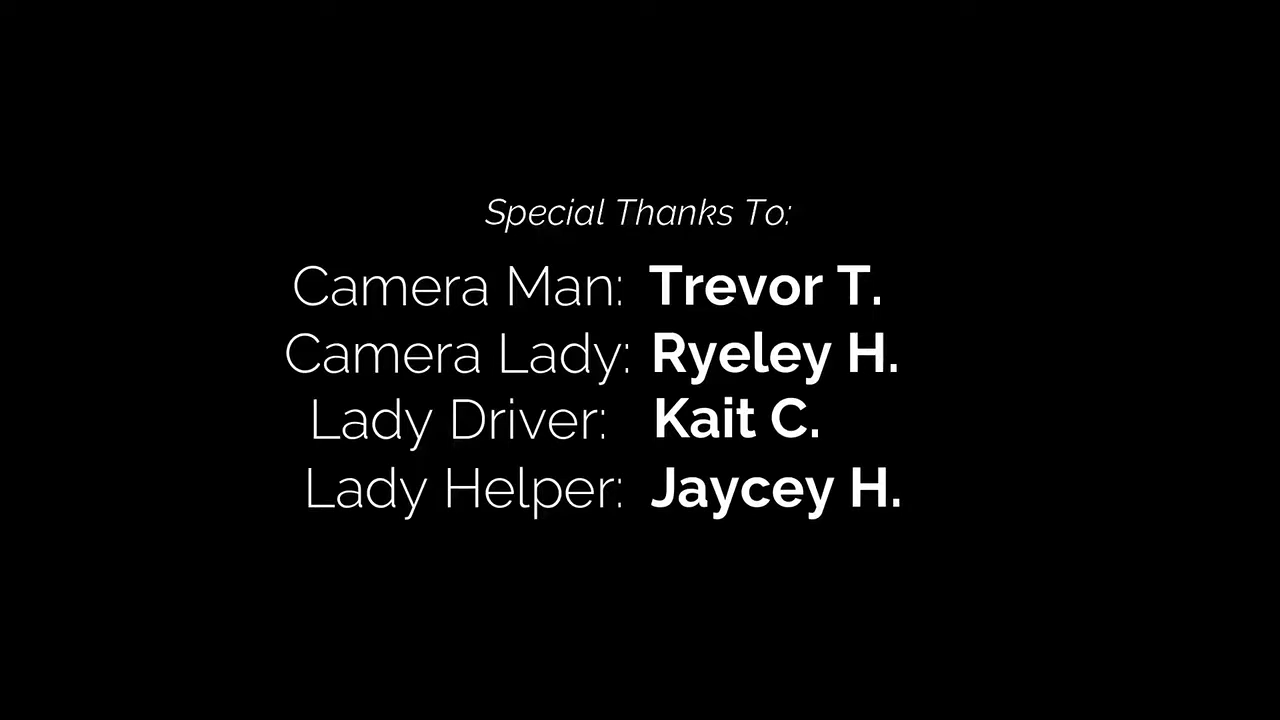 Special Thanks To:
Camera Man: Trevor T.
Camera Lady: Ryeley H.
Lady Driver: Kait C.
Lady Helper: Jaycey H.